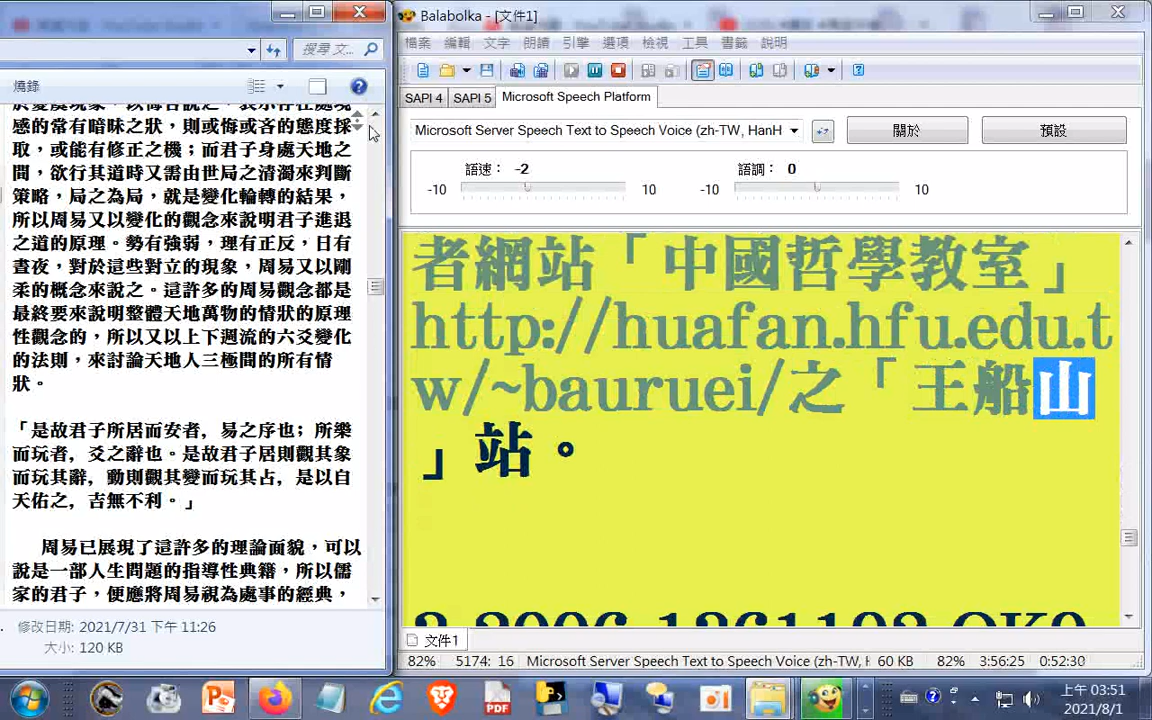 搜尋 文...
燒錄
感的常有暗昧之狀，則或悔或吝的態度採
取，或能有修正之機；而君子身處天地之
間，欲行其道時又需由世局之清濁來判斷
策略，局之為局，就是變化輪轉的結果，
所以周易又以變化的觀念來說明君子進退
之道的原理。勢有強弱，理有正反，日有
晝夜，對於這些對立的現象，周易又以剛
柔的概念來說之。這許多的周易觀念都是
最終要來說明整體天地萬物的情狀的原理
性觀念的，所以又以上下週流的六爻變化
的法則，來討論天地人三極間的所有情
狀。
「是故君子所居而安者，易之序也；所樂
而玩者，爻之辭也。是故君子居則觀其象
而玩其辭，動則觀其變而玩其占，是以自
天佑之，吉無不利。」
周易已展現了這許多的理論面貌，可以
說是一部人生問題的指導性典籍，所以儒
家的君子，便應將周易視為處事的經典，
修改日期: 2021/7/31 下午 11:26
大小: 120 KB
Balabolka - [文件1]
檔案 編輯 文字 朗讀 引擎 選項 檢視 工具 書籤 說明
SAPI 4 SAPI 5 Microsoft Speech Platform
Microsoft Server Speech Text to Speech Voice (zh-TW, HanH
關於 預設
語速： -2 語調： 0
-10 10 -10 10
者網站「中國哲學教室」
http://huafan.hfu.edu.t
w/~bauruei/之「王船山
」站。
2-2006-1361102-OK0
文件1
82% 5174: 16 Microsoft Server Speech Text to Speech Voice (zh-TW, H 60 KB 82% 3:56:25 0:52:30
上午 03:51
2021/8/1